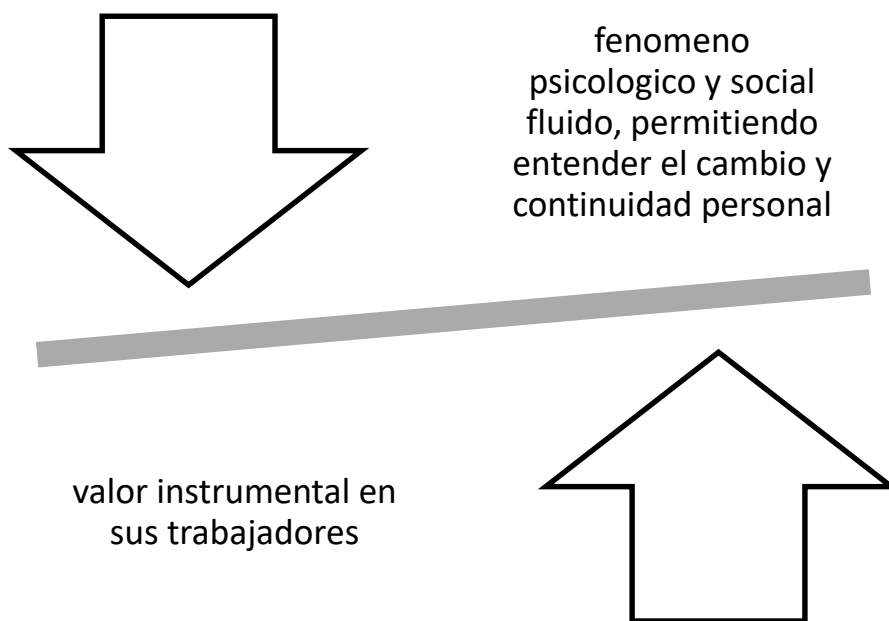 fenomeno
psicologico y social
fluido, permitiendo
entender el cambio y
continuidad personal
valor instrumental en
sus trabajadores